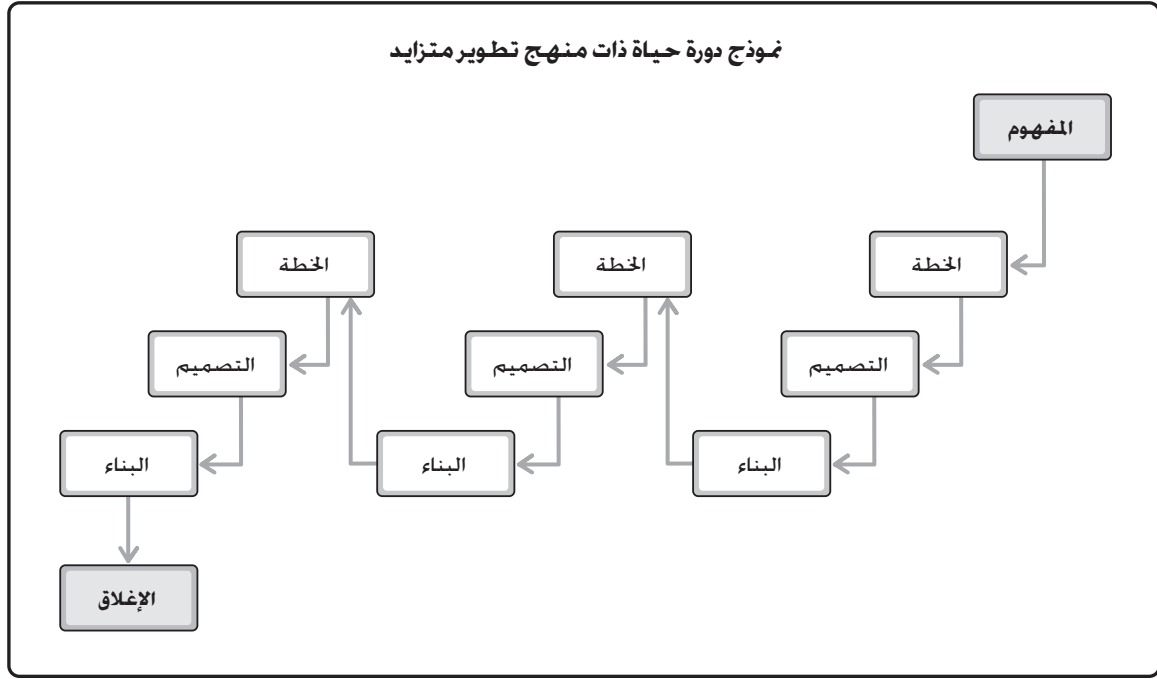 نموذج دورة حياة ذات منهج تطوير متزايد
المفهوم
الخطة
التصميم
البناء
الخطة
التصميم
البناء
الخطة
التصميم
البناء
الإغلاق